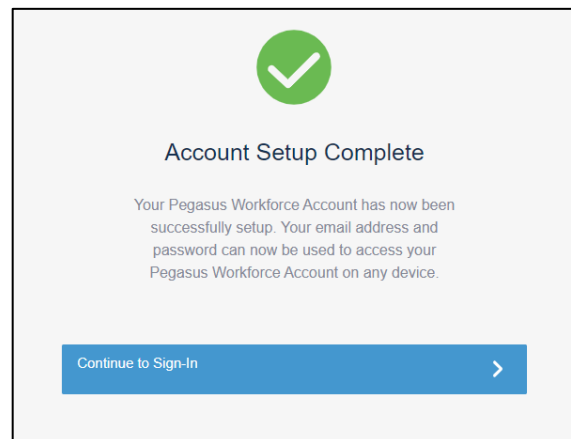 Account Setup Complete
Your Pegasus Workforce Account has now been
successfully setup. Your email address and
password can now be used to access your
Pegasus Workforce Account on any device.
Continue to Sign-In